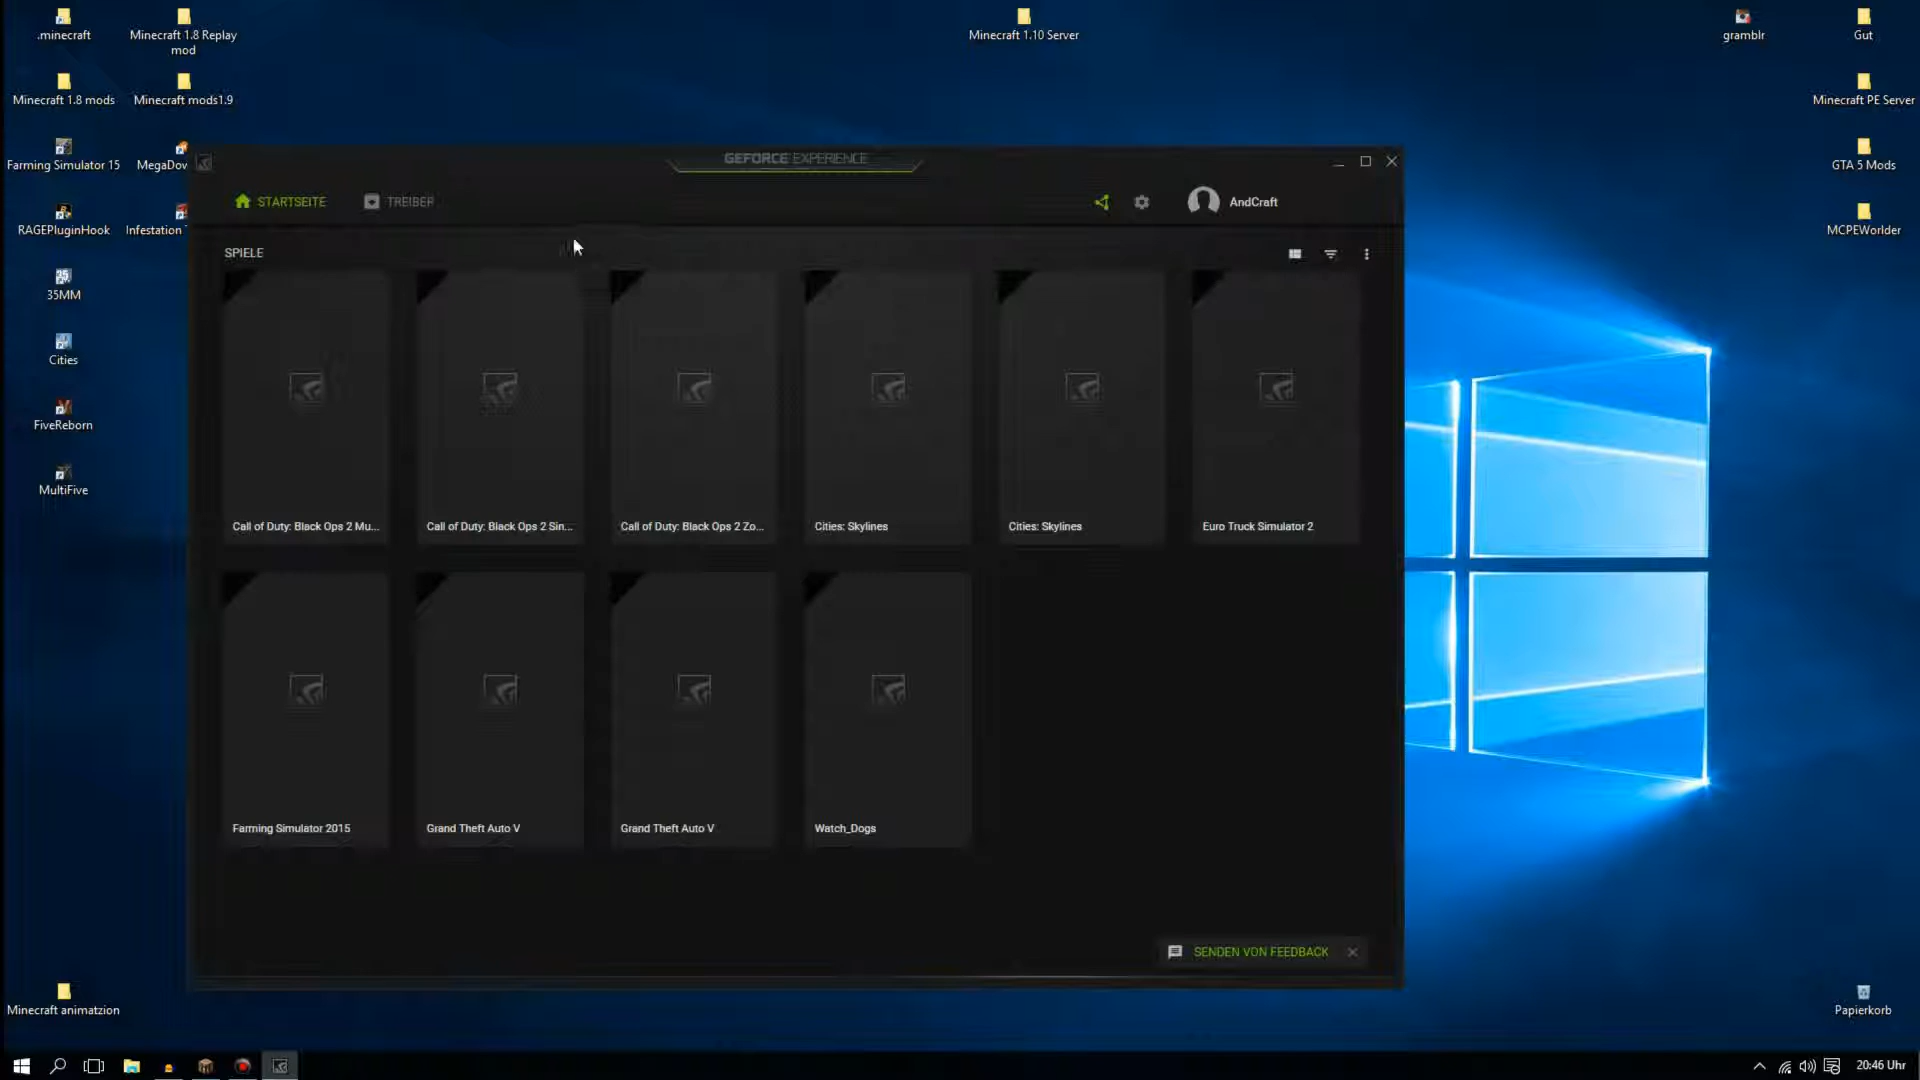 .minecraft
Minecraft 1.8 Replay
mod
Minecraft 1.10 Server
gramblr
Gut
Minecraft 1.8 mods
Minecraft mods1.9
Minecraft PE Server
Farming Simulator 15
MegaDov
GTA 5 Mods
RAGEPluginHook
Infestation
MCPEWorlder
35MM
Cities
FiveReborn
MultiFive
GEFORCE EXPERIENCE
STARTSEITE
TREIBER
AndCraft
SPIELE
Call of Duty: Black Ops 2 Mu...
Call of Duty: Black Ops 2 Sin...
Call of Duty: Black Ops 2 Zo...
Cities: Skylines
Cities: Skylines
Euro Truck Simulator 2
Farming Simulator 2015
Grand Theft Auto V
Grand Theft Auto V
Watch_Dogs
SENDEN VON FEEDBACK
Minecraft animatzion
Papierkorb
20:46 Uhr